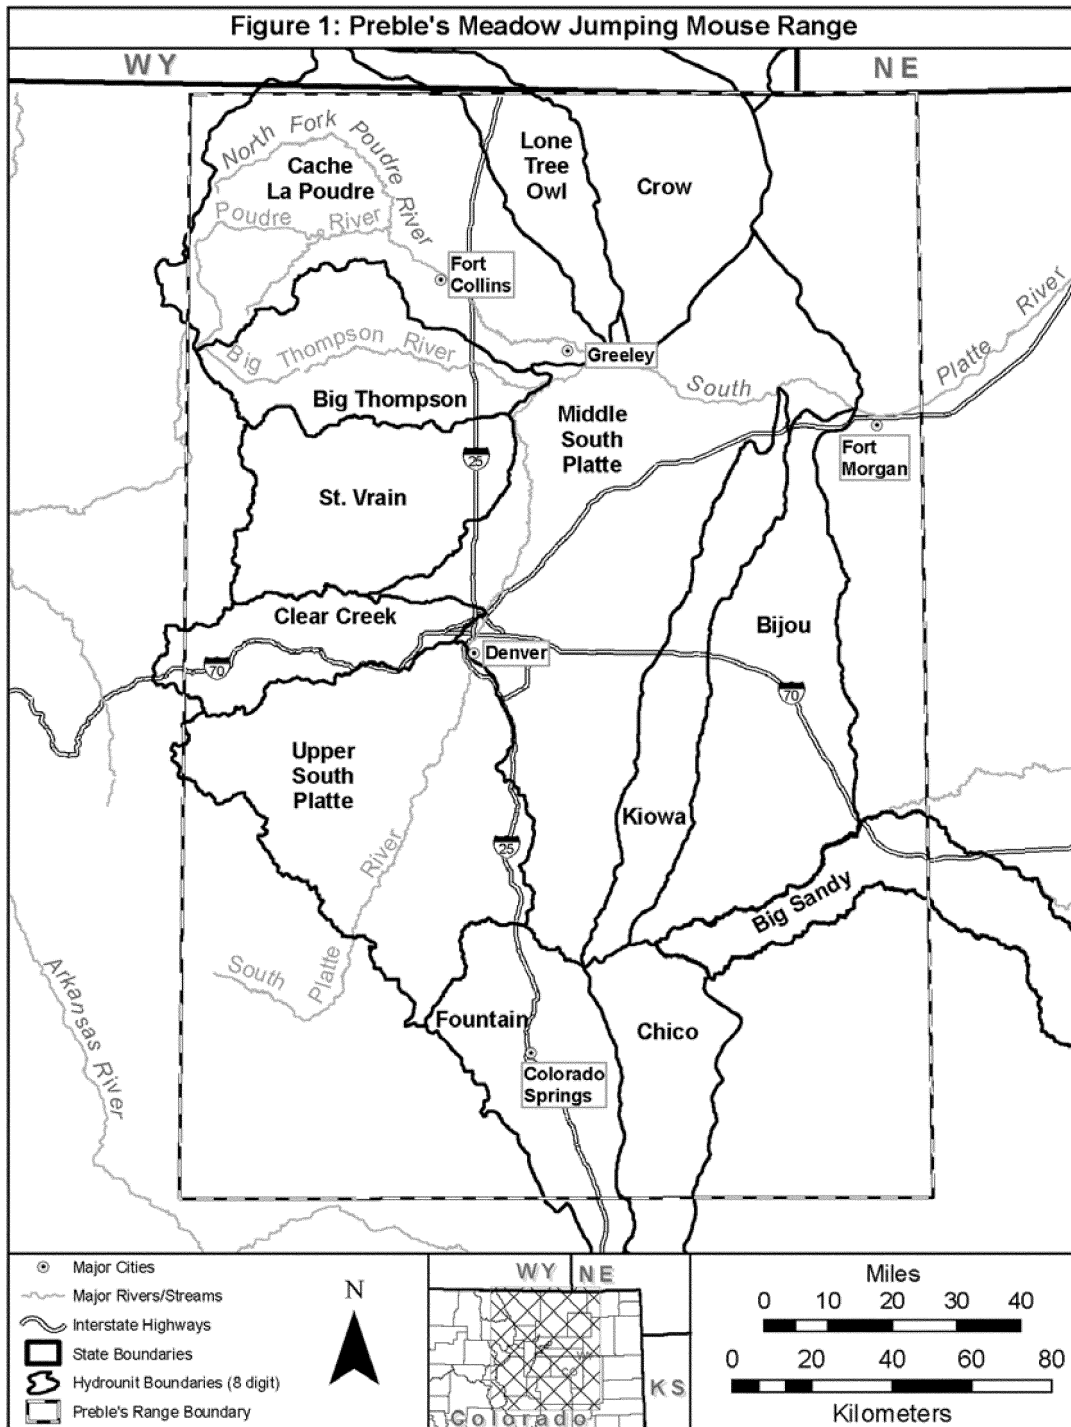 Figure 1: Preble's Meadow Jumping Mouse Range
WY
NE
North Fork Poudre River
Cache
La Poudre
Lone
Tree
Owl
Crow
Poudre River
Fort
Collins
Big Thompson River
Greeley
South Platte River
Big Thompson
Middle
South
Platte
Fort
Morgan
25
St. Vrain
Clear Creek
Bijou
Denver
70
70
Upper
South
Platte
Kiowa
25
River
Big Sandy
South Platte
Arkansas River
Fountain
Chico
Colorado
Springs
Major Cities
Major Rivers/Streams
Interstate Highways
State Boundaries
Hydrounit Boundaries (8 digit)
Preble's Range Boundary
N
WY NE
KS
Colorado
Miles
0 10 20 30 40
0 20 40 60 80
Kilometers